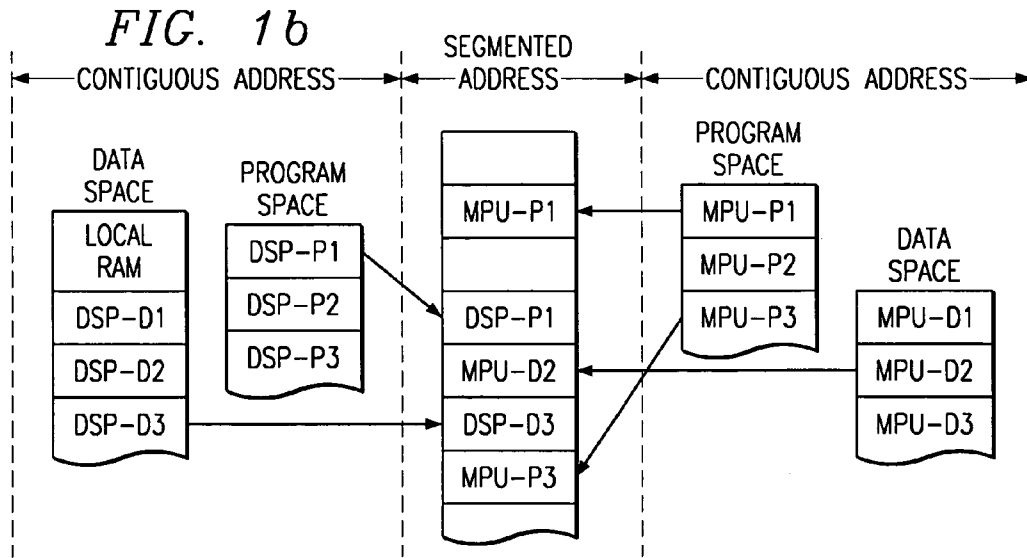 FIG. 1b
CONTIGUOUS ADDRESS
SEGMENTED
ADDRESS
CONTIGUOUS ADDRESS
DATA
SPACE
LOCAL
RAM
DSP-D1
DSP-D2
DSP-D3
PROGRAM
SPACE
DSP-P1
DSP-P2
DSP-P3
MPU-P1
DSP-P1
MPU-D2
DSP-D3
MPU-P3
PROGRAM
SPACE
MPU-P1
MPU-P2
MPU-P3
DATA
SPACE
MPU-D1
MPU-D2
MPU-D3